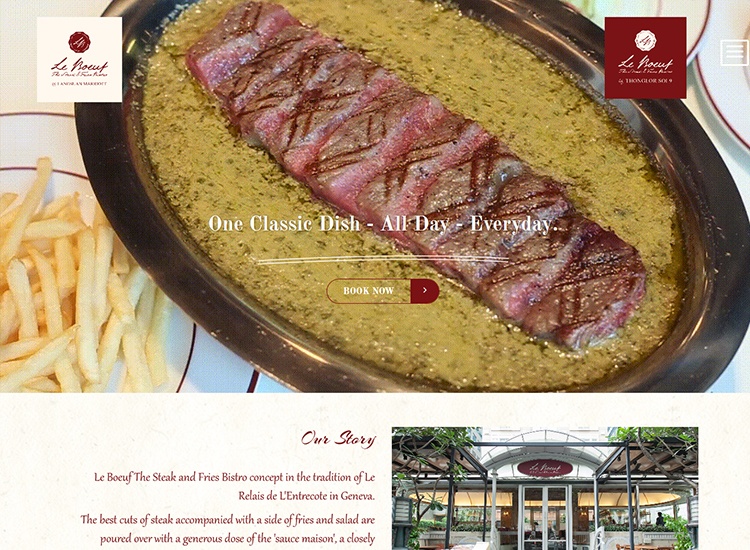 Le Boeuf
The Steak and Fries Bistro
Le Boeuf
The Steak and Fries Bistro
@ THONGLOR SOI 9
One Classic Dish - All Day - Everyday.
BOOK NOW
Our Story
Le Boeuf The Steak and Fries Bistro concept in the tradition of Le
Relais de L'Entrecote in Geneva.
The best cuts of steak accompanied with a side of fries and salad are
poured over with a generous dose of the 'sauce maison', a closely
Le Boeuf